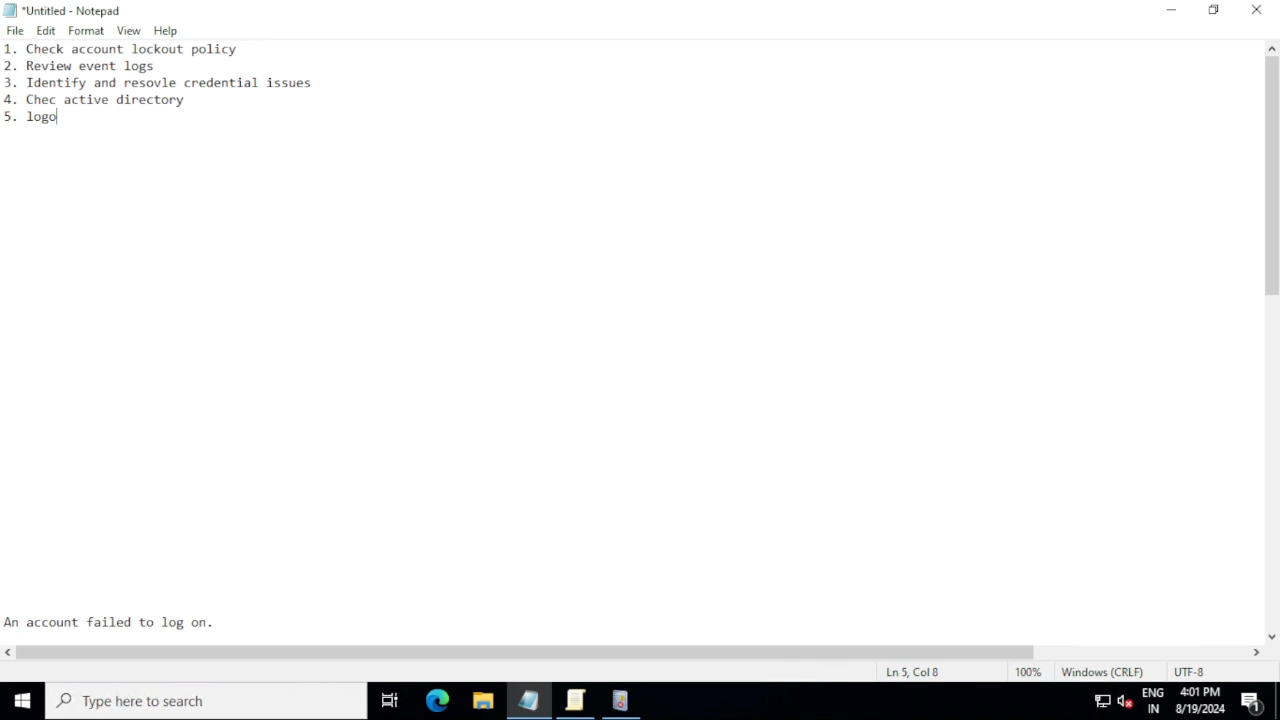 *Untitled - Notepad
File Edit Format View Help
1. Check account lockout policy
2. Review event logs
3. Identify and resovle credential issues
4. Chec active directory
5. logo
An account failed to log on.
Ln 5, Col 8 100% Windows (CRLF) UTF-8
Type here to search
ENG
IN
4:01 PM
8/19/2024
1